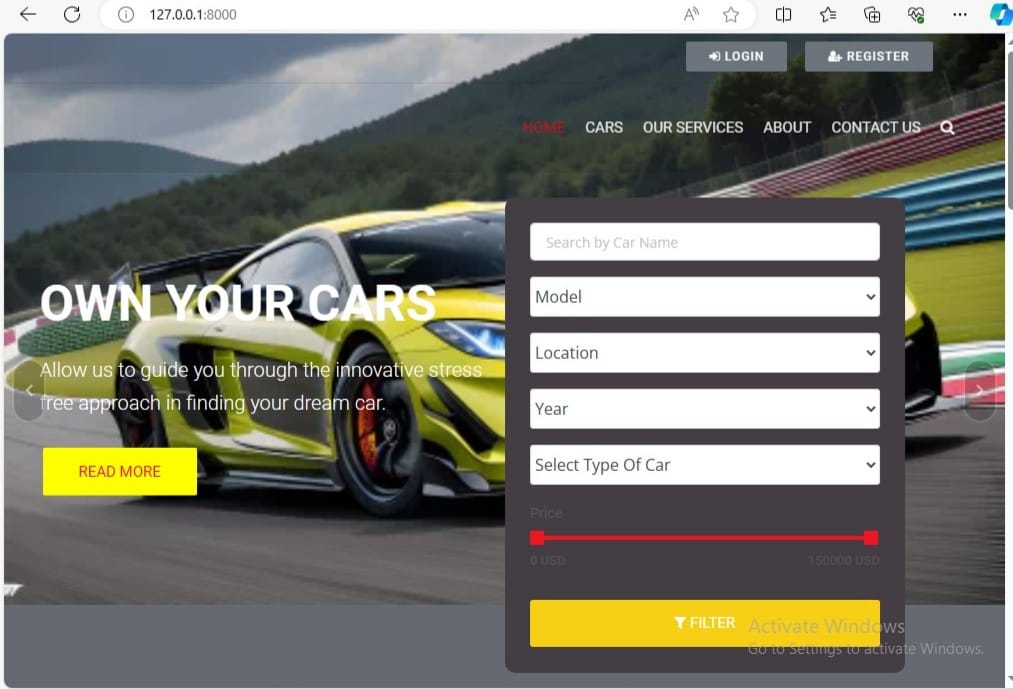 127.0.0.1:8000
LOGIN
REGISTER
HOME
CARS
OUR SERVICES
ABOUT
CONTACT US
OWN YOUR CARS
Allow us to guide you through the innovative stress
free approach in finding your dream car.
READ MORE
Search by Car Name
Model
Location
Year
Select Type Of Car
Price
0 USD
150000 USD
FILTER
Activate Windows
Go to Settings to activate Windows.